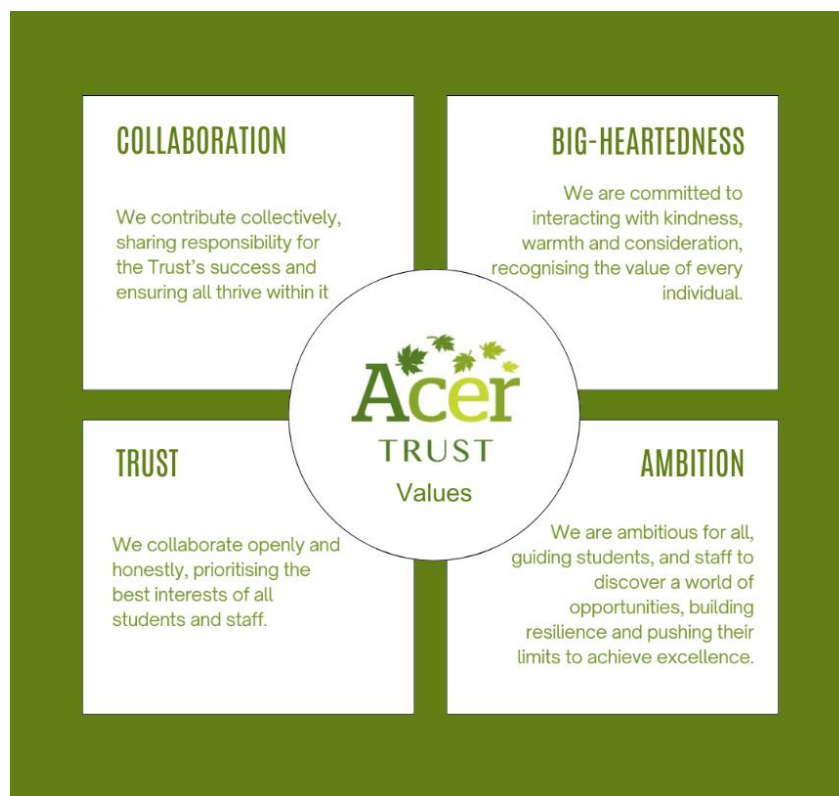 COLLABORATION
We contribute collectively,
sharing responsibility for
the Trust's success and
ensuring all thrive within it
BIG-HEARTEDNESS
We are committed to
interacting with kindness,
warmth and consideration,
recognising the value of every
individual.
Acer
TRUST
Values
TRUST
We collaborate openly and
honestly, prioritising the
best interests of all
students and staff.
AMBITION
We are ambitious for all,
guiding students, and staff to
discover a world of
opportunities, building
resilience and pushing their
limits to achieve excellence.